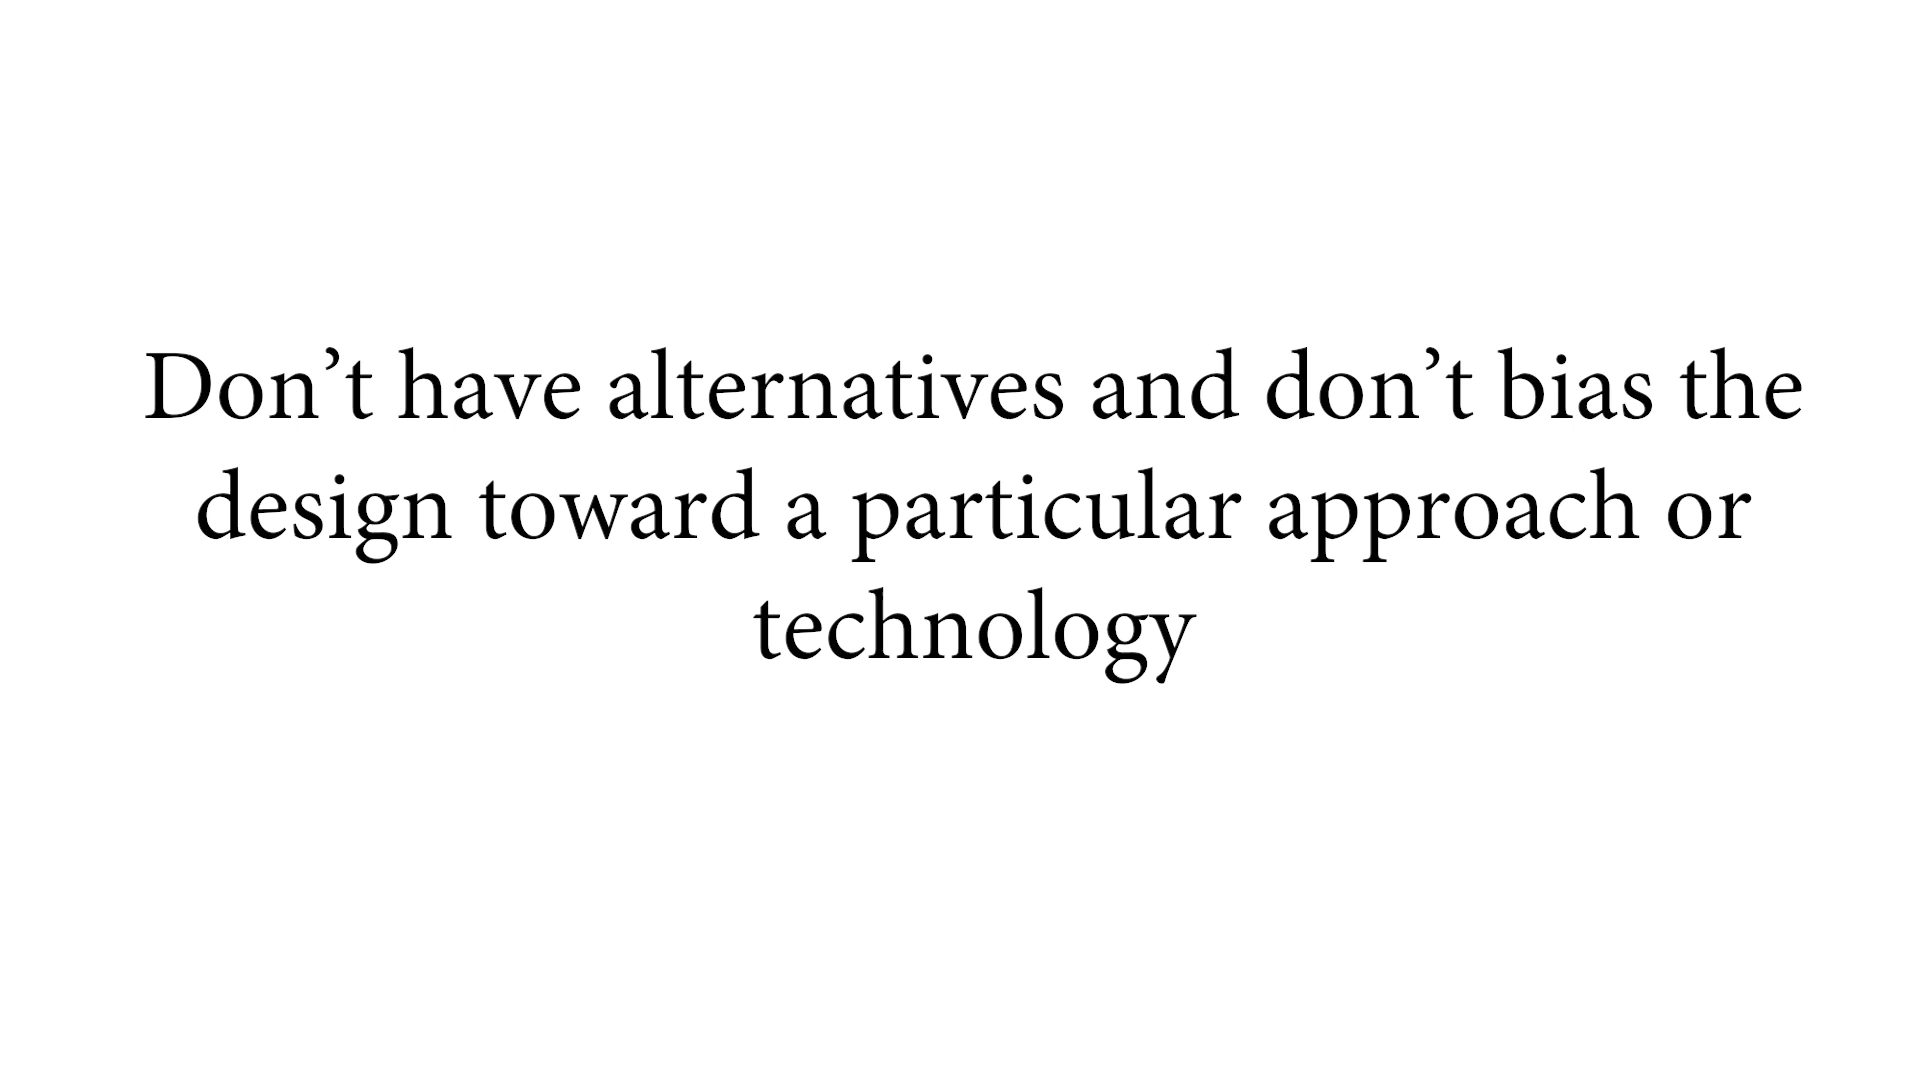 Don’t have alternatives and don’t bias the
design toward a particular approach or
technology